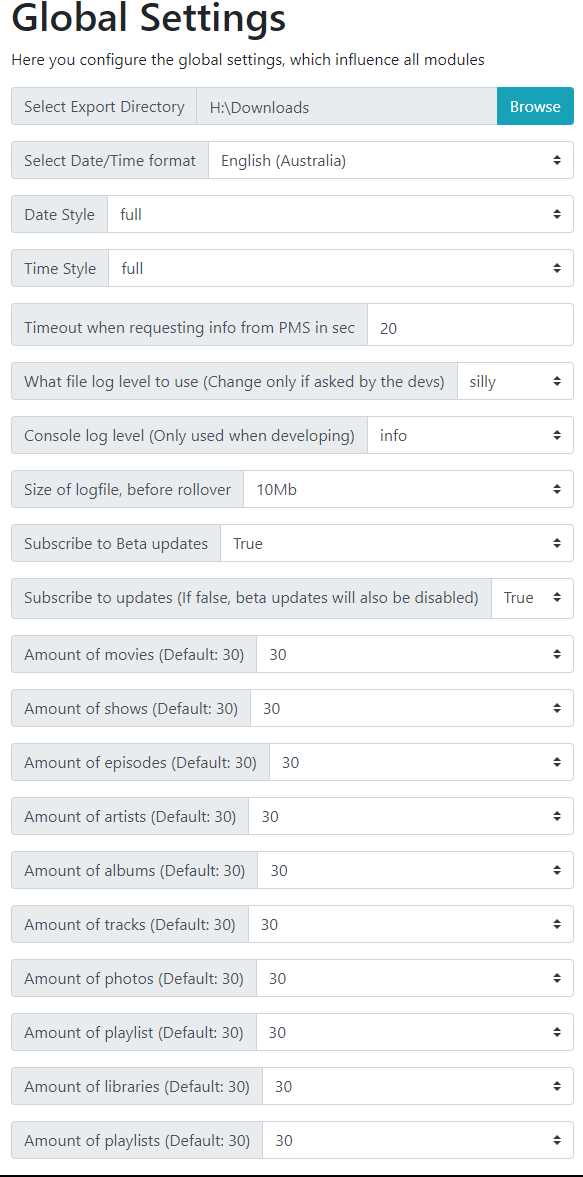 Global Settings
Here you configure the global settings, which influence all modules
Select Export Directory H:\Downloads Browse
Select Date/Time format English (Australia)
Date Style full
Time Style full
Timeout when requesting info from PMS in sec 20
What file log level to use (Change only if asked by the devs) silly
Console log level (Only used when developing) info
Size of logfile, before rollover 10Mb
Subscribe to Beta updates True
Subscribe to updates (If false, beta updates will also be disabled) True
Amount of movies (Default: 30) 30
Amount of shows (Default: 30) 30
Amount of episodes (Default: 30) 30
Amount of artists (Default: 30) 30
Amount of albums (Default: 30) 30
Amount of tracks (Default: 30) 30
Amount of photos (Default: 30) 30
Amount of playlist (Default: 30) 30
Amount of libraries (Default: 30) 30
Amount of playlists (Default: 30) 30